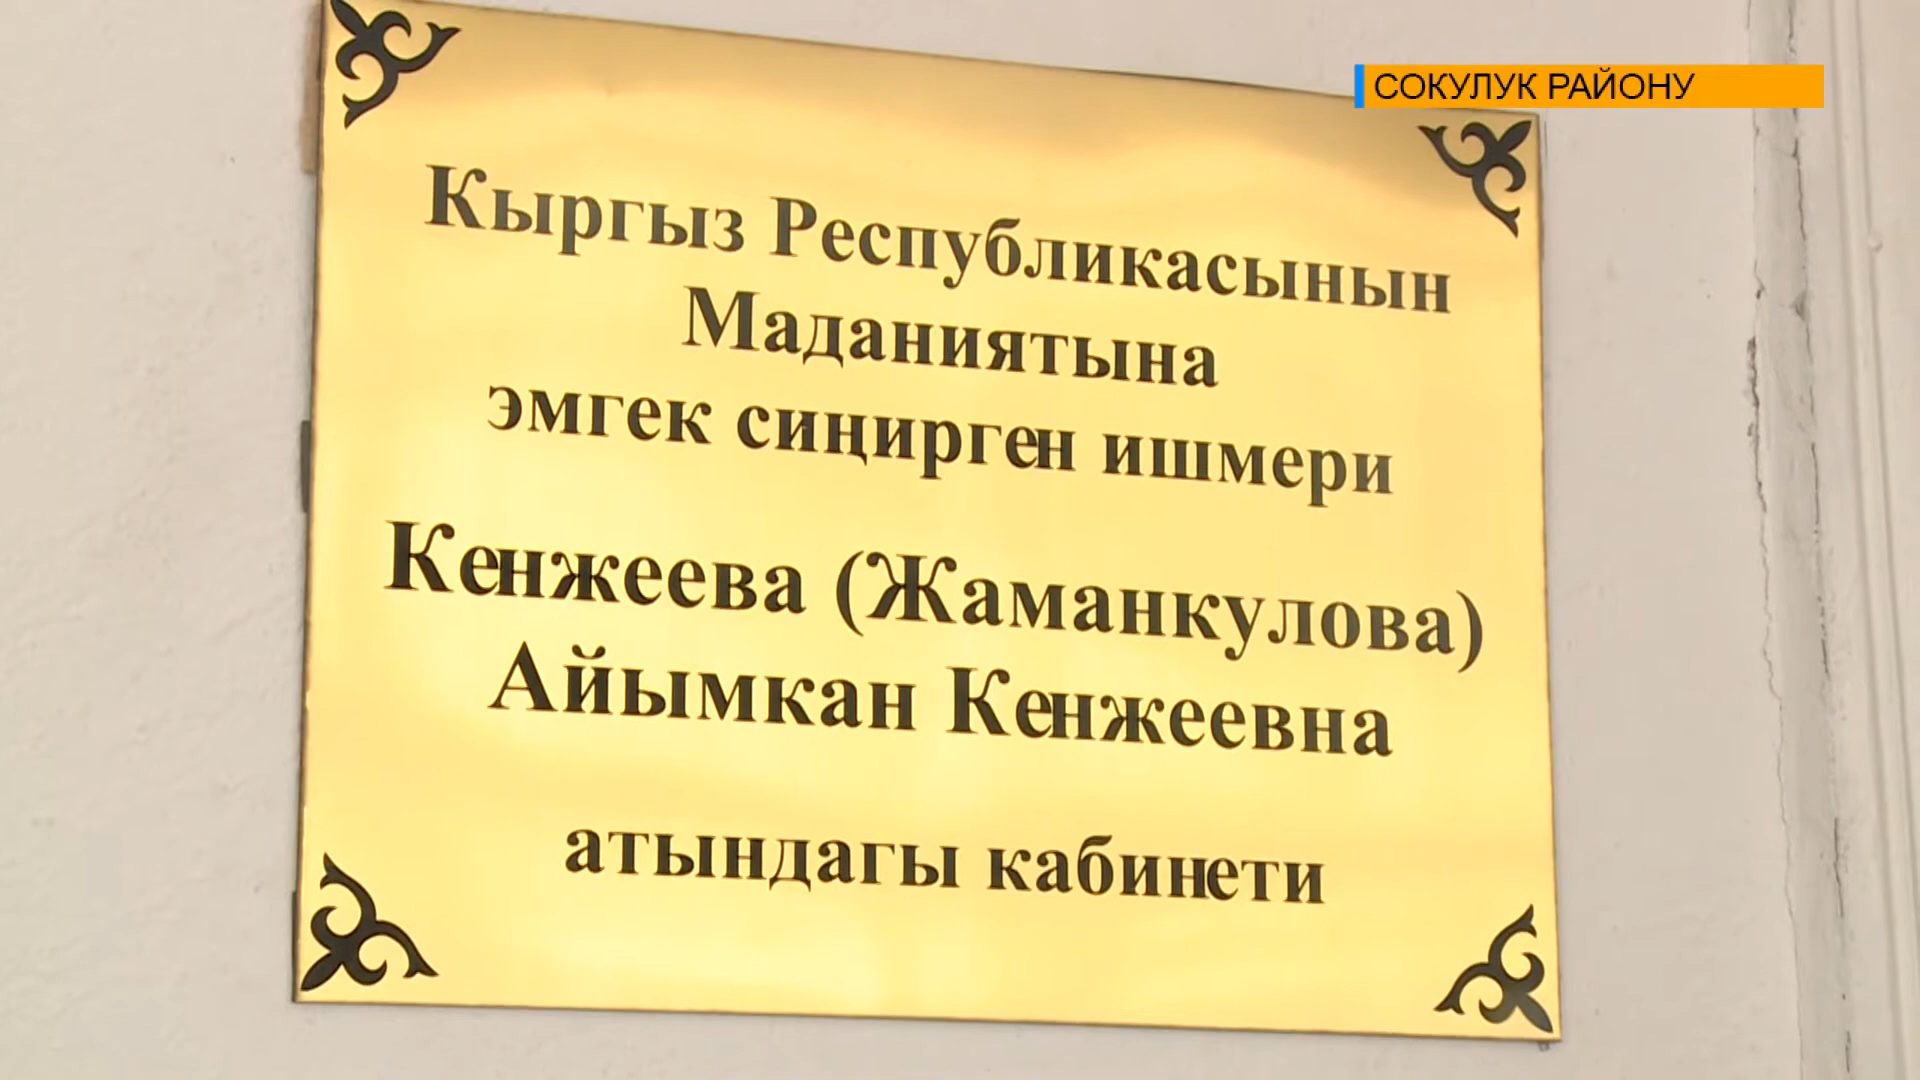 СОКУЛУК РАЙОНУ
Кыргыз Республикасынын
Маданиятына
эмгек сиңирген ишмери
Кенжеева (Жаманкулова)
Айымкан Кенжеевна
атындагы кабинети